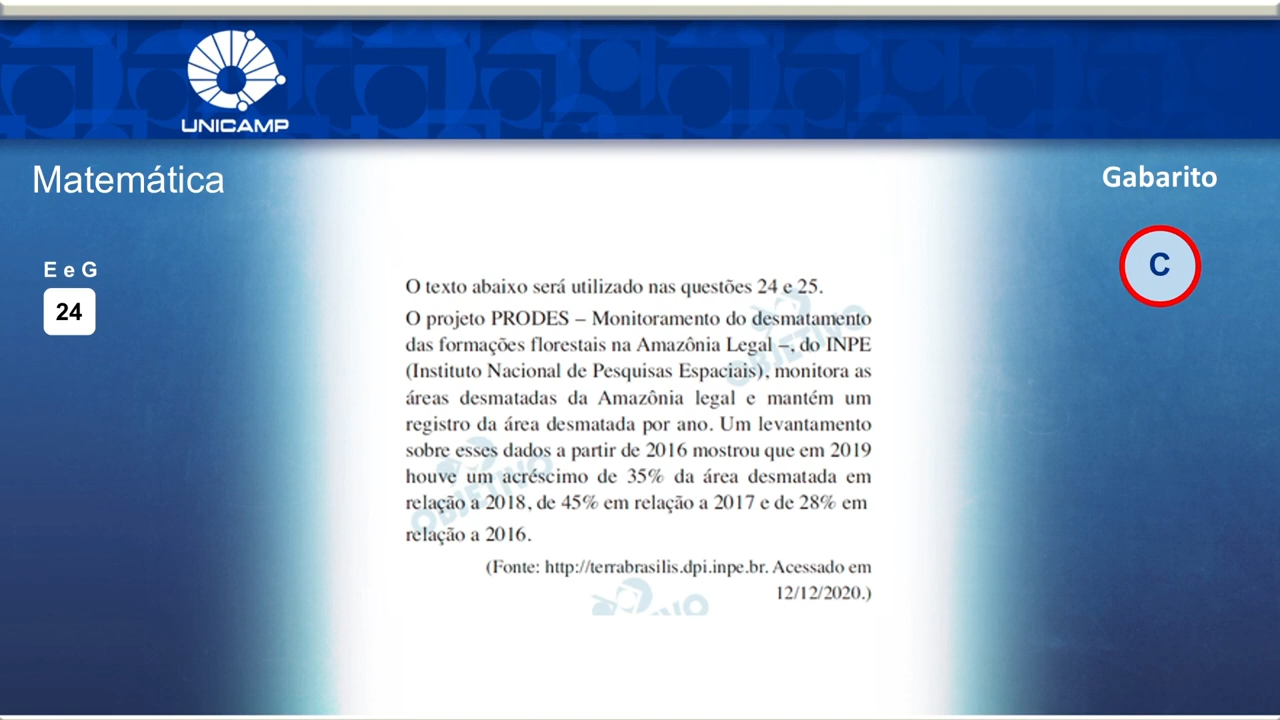 UNICAMP
Matemática
Gabarito
C
E e G
24
O texto abaixo será utilizado nas questões 24 e 25.
O projeto PRODES – Monitoramento do desmatamento
das formações florestais na Amazônia Legal –, do INPE
(Instituto Nacional de Pesquisas Espaciais), monitora as
áreas desmatadas da Amazônia legal e mantém um
registro da área desmatada por ano. Um levantamento
sobre esses dados a partir de 2016 mostrou que em 2019
houve um acréscimo de 35% da área desmatada em
relação a 2018, de 45% em relação a 2017 e de 28% em
relação a 2016.
(Fonte: http://terrabrasilis.dpi.inpe.br. Acessado em
12/12/2020.)
OBJETIVO
OBJETIVO